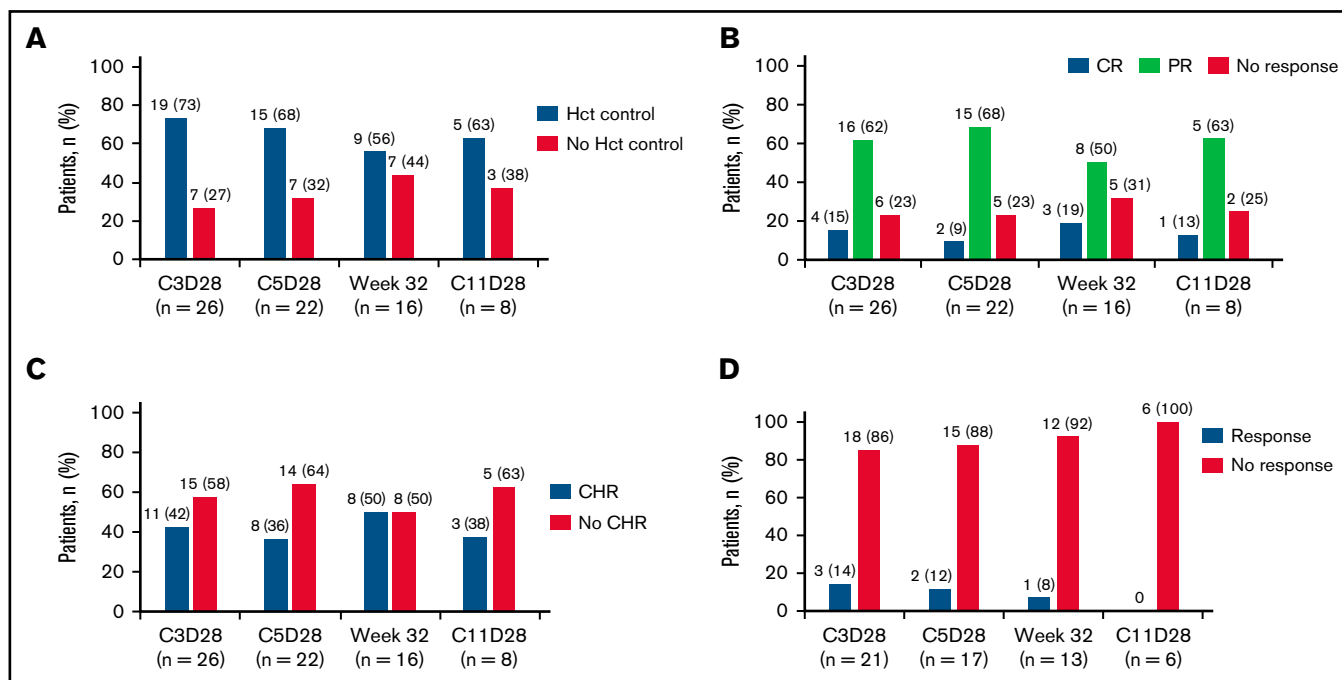 A
Patients, n (%)
100
80
60
40
20
0
19 (73)
7 (27)
15 (68)
7 (32)
9 (56)
7 (44)
5 (63)
3 (38)
Hct control
No Hct control
C3D28 C5D28 Week 32 C11D28
(n = 26) (n = 22) (n = 16) (n = 8)
B
CR PR No response
Patients, n (%)
100
80
60
40
20
0
4 (15)
16 (62)
6 (23)
2 (9)
15 (68)
5 (23)
3 (19)
8 (50)
5 (31)
1 (13)
5 (63)
2 (25)
C3D28 C5D28 Week 32 C11D28
(n = 26) (n = 22) (n = 16) (n = 8)
C
Patients, n (%)
100
80
60
40
20
0
11 (42)
15 (58)
8 (36)
14 (64)
8 (50)
8 (50)
3 (38)
5 (63)
CHR
No CHR
C3D28 C5D28 Week 32 C11D28
(n = 26) (n = 22) (n = 16) (n = 8)
D
Patients, n (%)
100
80
60
40
20
0
3 (14)
18 (86)
2 (12)
15 (88)
1 (8)
12 (92)
0
6 (100)
Response
No response
C3D28 C5D28 Week 32 C11D28
(n = 21) (n = 17) (n = 13) (n = 6)